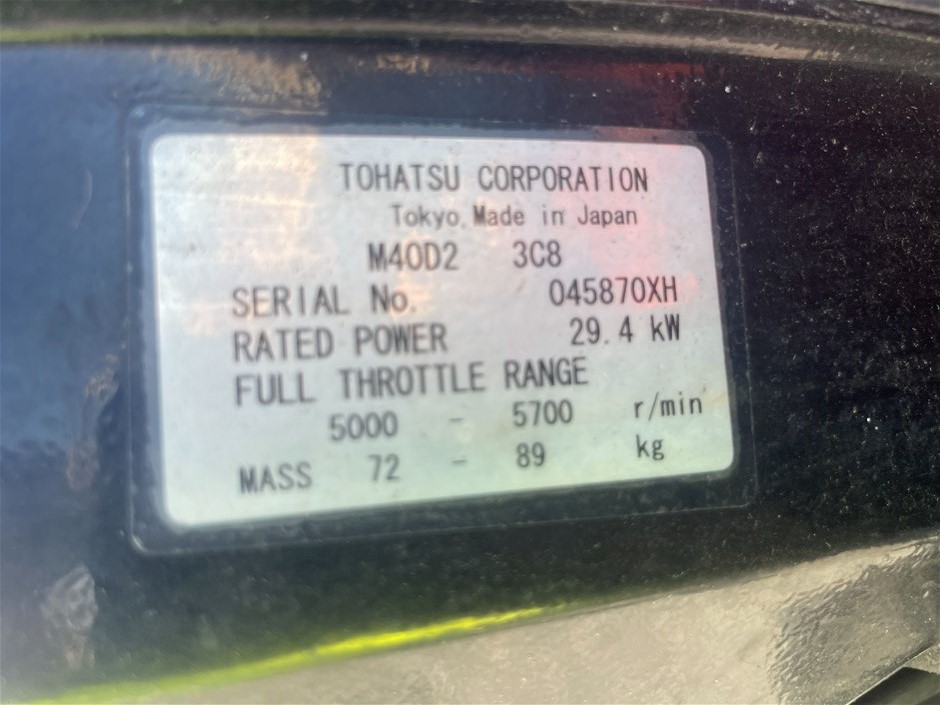 TOHATSU CORPORATION
Tokyo. Made in Japan
M40D2 3C8
SERIAL No. 045870XH
RATED POWER 29.4 kW
FULL THROTTLE RANGE
5000 - 5700 r/min
MASS 72 - 89 kg